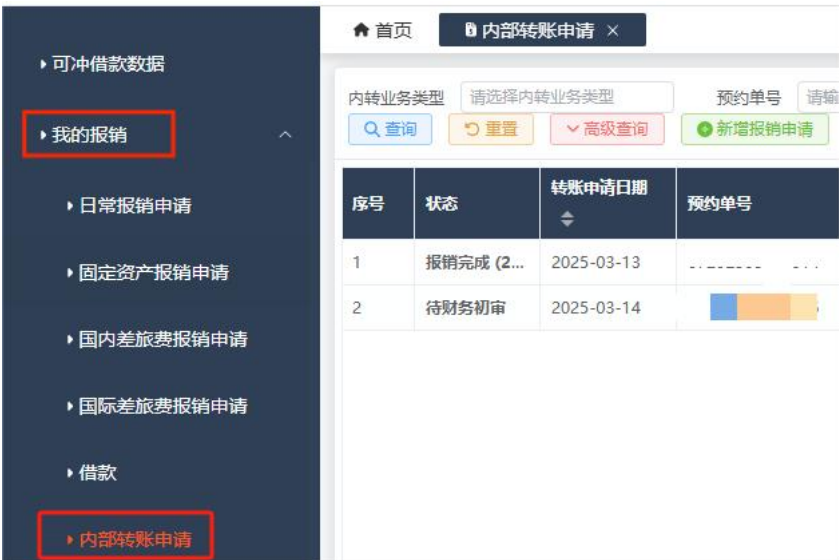 可冲借款数据
我的报销
日常报销申请
固定资产报销申请
国内差旅费报销申请
国际差旅费报销申请
借款
内部转账申请
首页 内部转账申请 ×
内转业务类型 请选择内转业务类型 预约单号 请输
查询 重置 高级查询 新增报销申请
序号 状态 转账申请日期 预约单号
1 报销完成 (2... 2025-03-13
2 待财务初审 2025-03-14